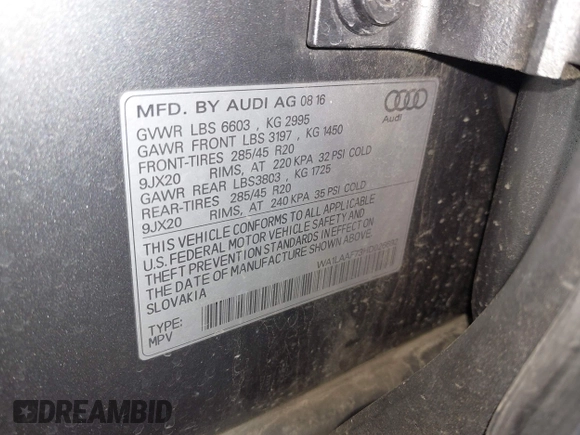 MFD. BY AUDI AG 08 16
GVWR LBS 6603 , KG 2995
GAWR FRONT LBS 3197 , KG 1450
FRONT-TIRES 285/45 R20
9JX20 RIMS, AT 220 KPA 32 PSI COLD
GAWR REAR LBS3803 , KG 1725
REAR-TIRES 285/45 R20
9JX20 RIMS, AT 240 KPA 35 PSI COLD
THIS VEHICLE CONFORMS TO ALL APPLICABLE
U.S. FEDERAL MOTOR VEHICLE SAFETY AND
THEFT PREVENTION STANDARDS IN EFFECT ON
THE DATE OF MANUFACTURE SHOWN ABOVE.
SLOVAKIA
TYPE:
MPV
Audi
DREAMBID